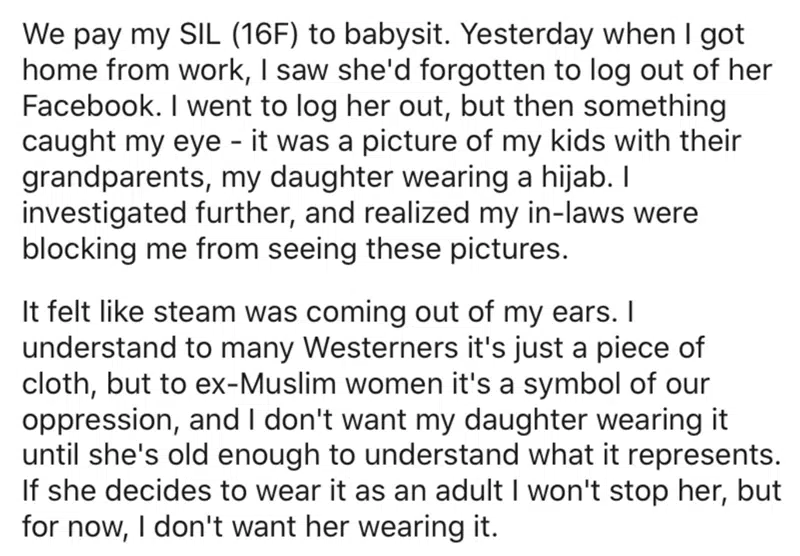 We pay my SIL (16F) to babysit. Yesterday when I got
home from work, I saw she'd forgotten to log out of her
Facebook. I went to log her out, but then something
caught my eye - it was a picture of my kids with their
grandparents, my daughter wearing a hijab. I
investigated further, and realized my in-laws were
blocking me from seeing these pictures.
It felt like steam was coming out of my ears. I
understand to many Westerners it's just a piece of
cloth, but to ex-Muslim women it's a symbol of our
oppression, and I don't want my daughter wearing it
until she's old enough to understand what it represents.
If she decides to wear it as an adult I won't stop her, but
for now, I don't want her wearing it.